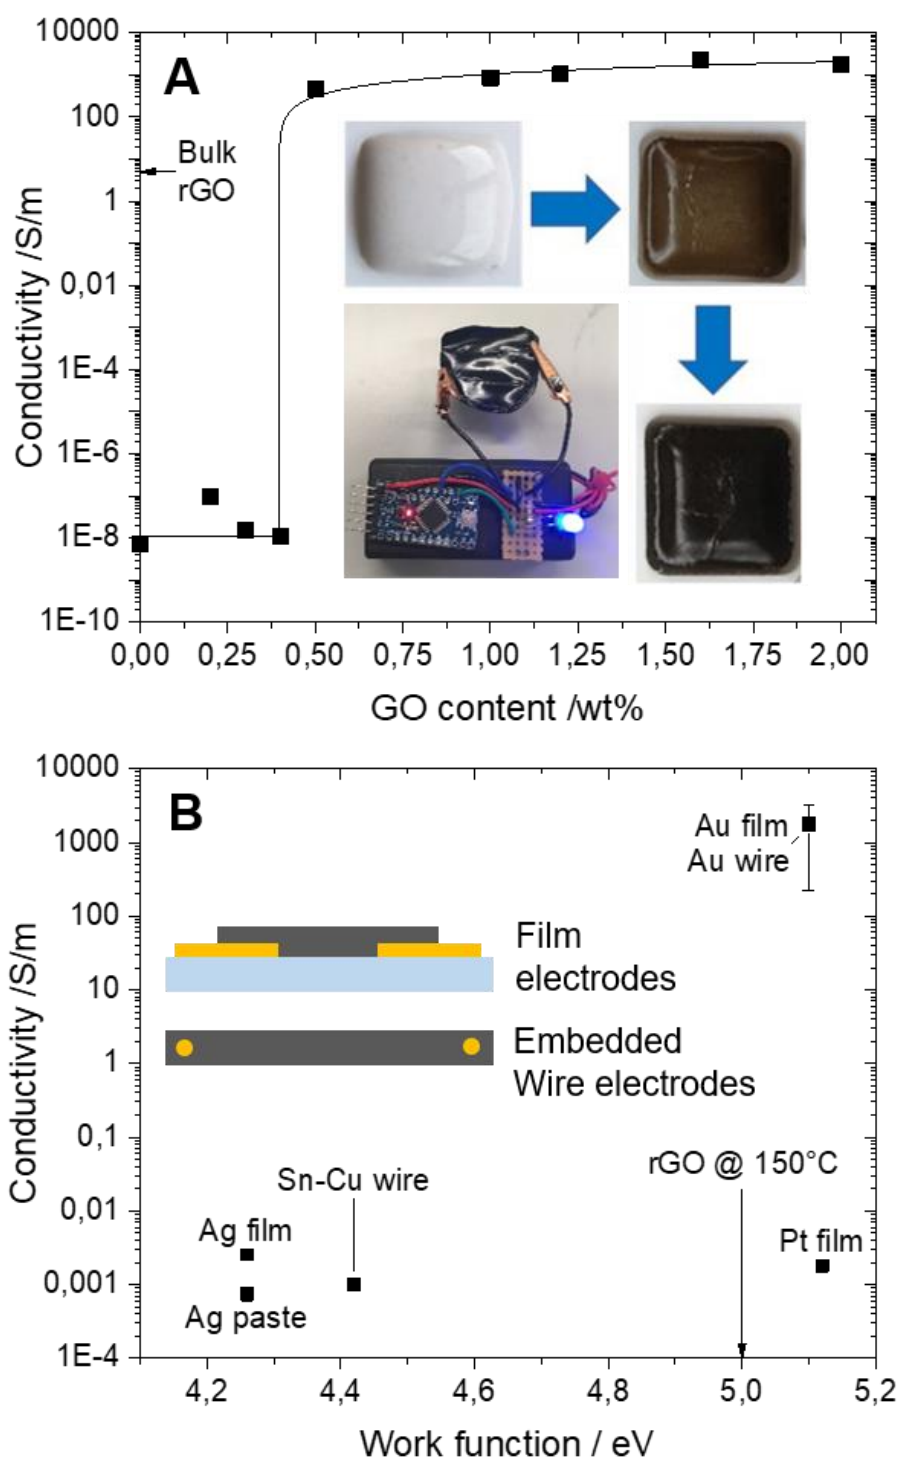 10000
A
100
Bulk
rGO
1
0,01
1E-4
1E-6
1E-8
1E-10
Conductivity /S/m
0,00 0,25 0,50 0,75 1,00 1,25 1,50 1,75 2,00
GO content /wt%
10000
B
Au film
Au wire
1000
100
Film
electrodes
10
Embedded
Wire electrodes
1
0,1
rGO @ 150°C
Sn-Cu wire
0,01
Ag film
Pt film
0,001
Ag paste
1E-4
Conductivity /S/m
4,2 4,4 4,6 4,8 5,0 5,2
Work function / eV